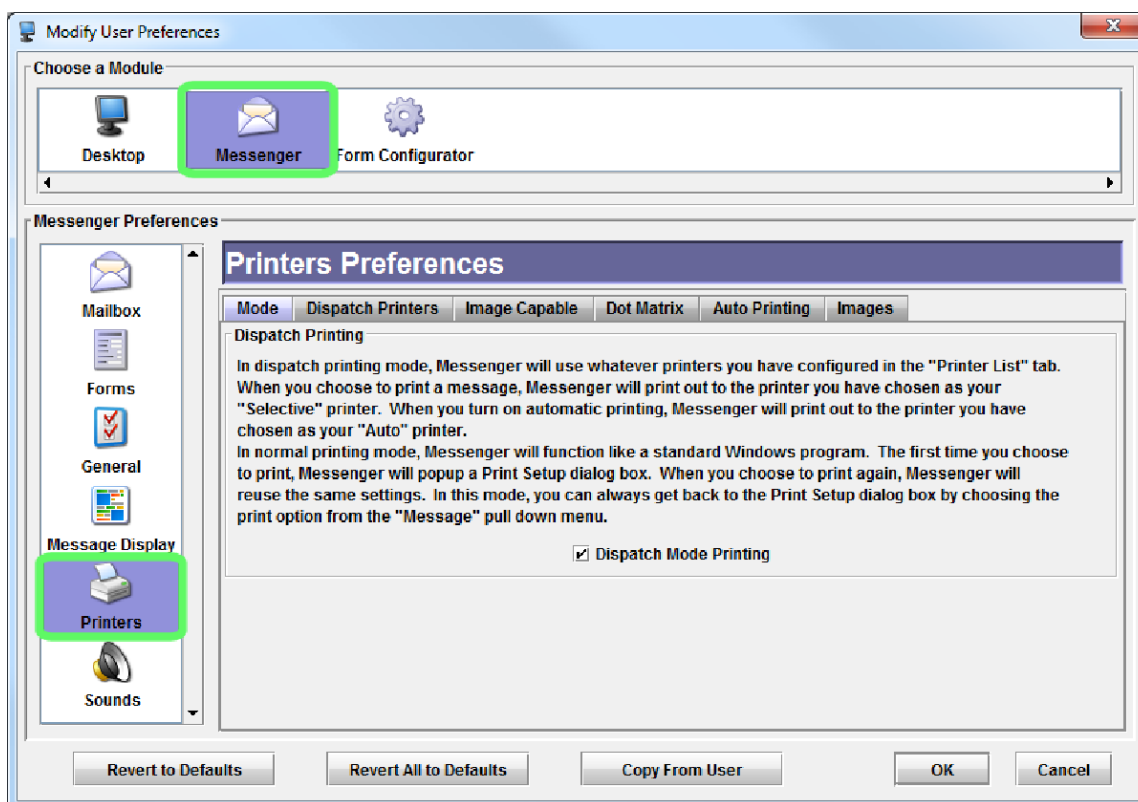 Modify User Preferences
Choose a Module
Desktop
Messenger
Form Configurator
Messenger Preferences
Mailbox
Forms
General
Message Display
Printers
Sounds
Printers Preferences
Mode
Dispatch Printers
Image Capable
Dot Matrix
Auto Printing
Images
Dispatch Printing
In dispatch printing mode, Messenger will use whatever printers you have configured in the "Printer List" tab.
When you choose to print a message, Messenger will print out to the printer you have chosen as your
"Selective" printer. When you turn on automatic printing, Messenger will print out to the printer you have
chosen as your "Auto" printer.
In normal printing mode, Messenger will function like a standard Windows program. The first time you choose
to print, Messenger will popup a Print Setup dialog box. When you choose to print again, Messenger will
reuse the same settings. In this mode, you can always get back to the Print Setup dialog box by choosing the
print option from the "Message" pull down menu.
Dispatch Mode Printing
Revert to Defaults
Revert All to Defaults
Copy From User
OK
Cancel